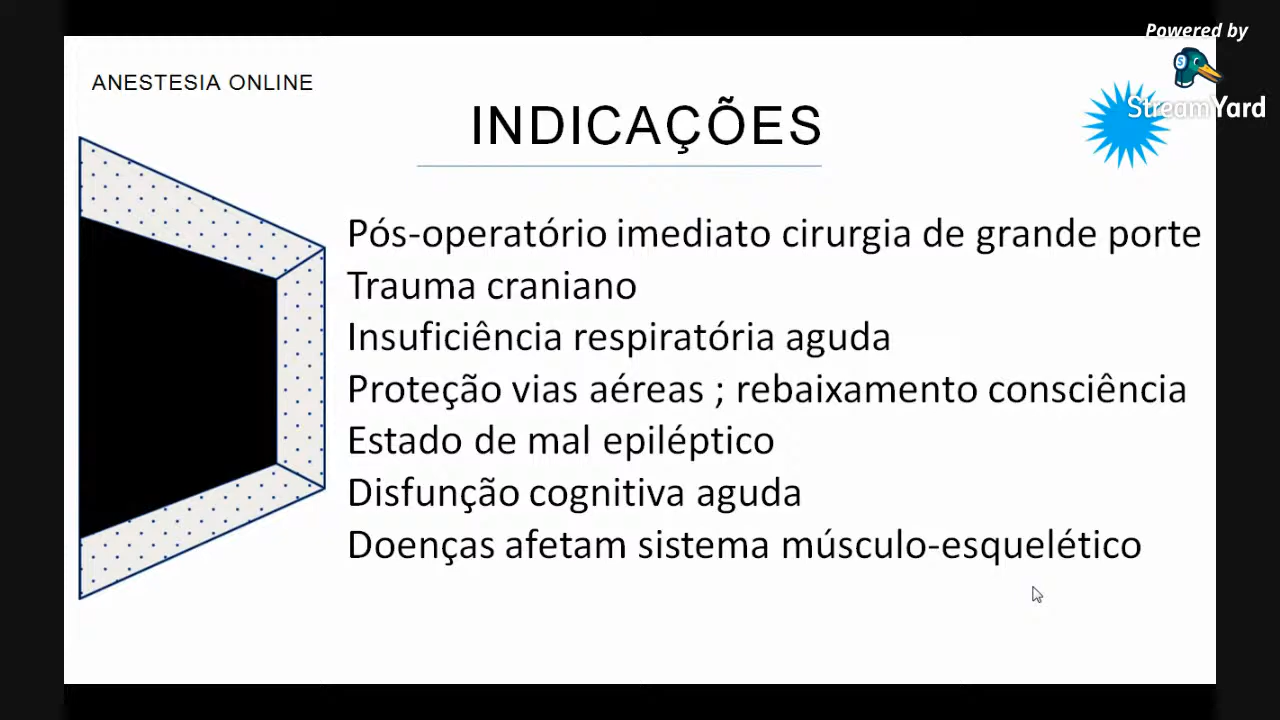 Powered by
StreamYard
ANESTESIA ONLINE
INDICAÇÕES
Pós-operatório imediato cirurgia de grande porte
Trauma craniano
Insuficiência respiratória aguda
Proteção vias aéreas ; rebaixamento consciência
Estado de mal epiléptico
Disfunção cognitiva aguda
Doenças afetam sistema músculo-esquelético